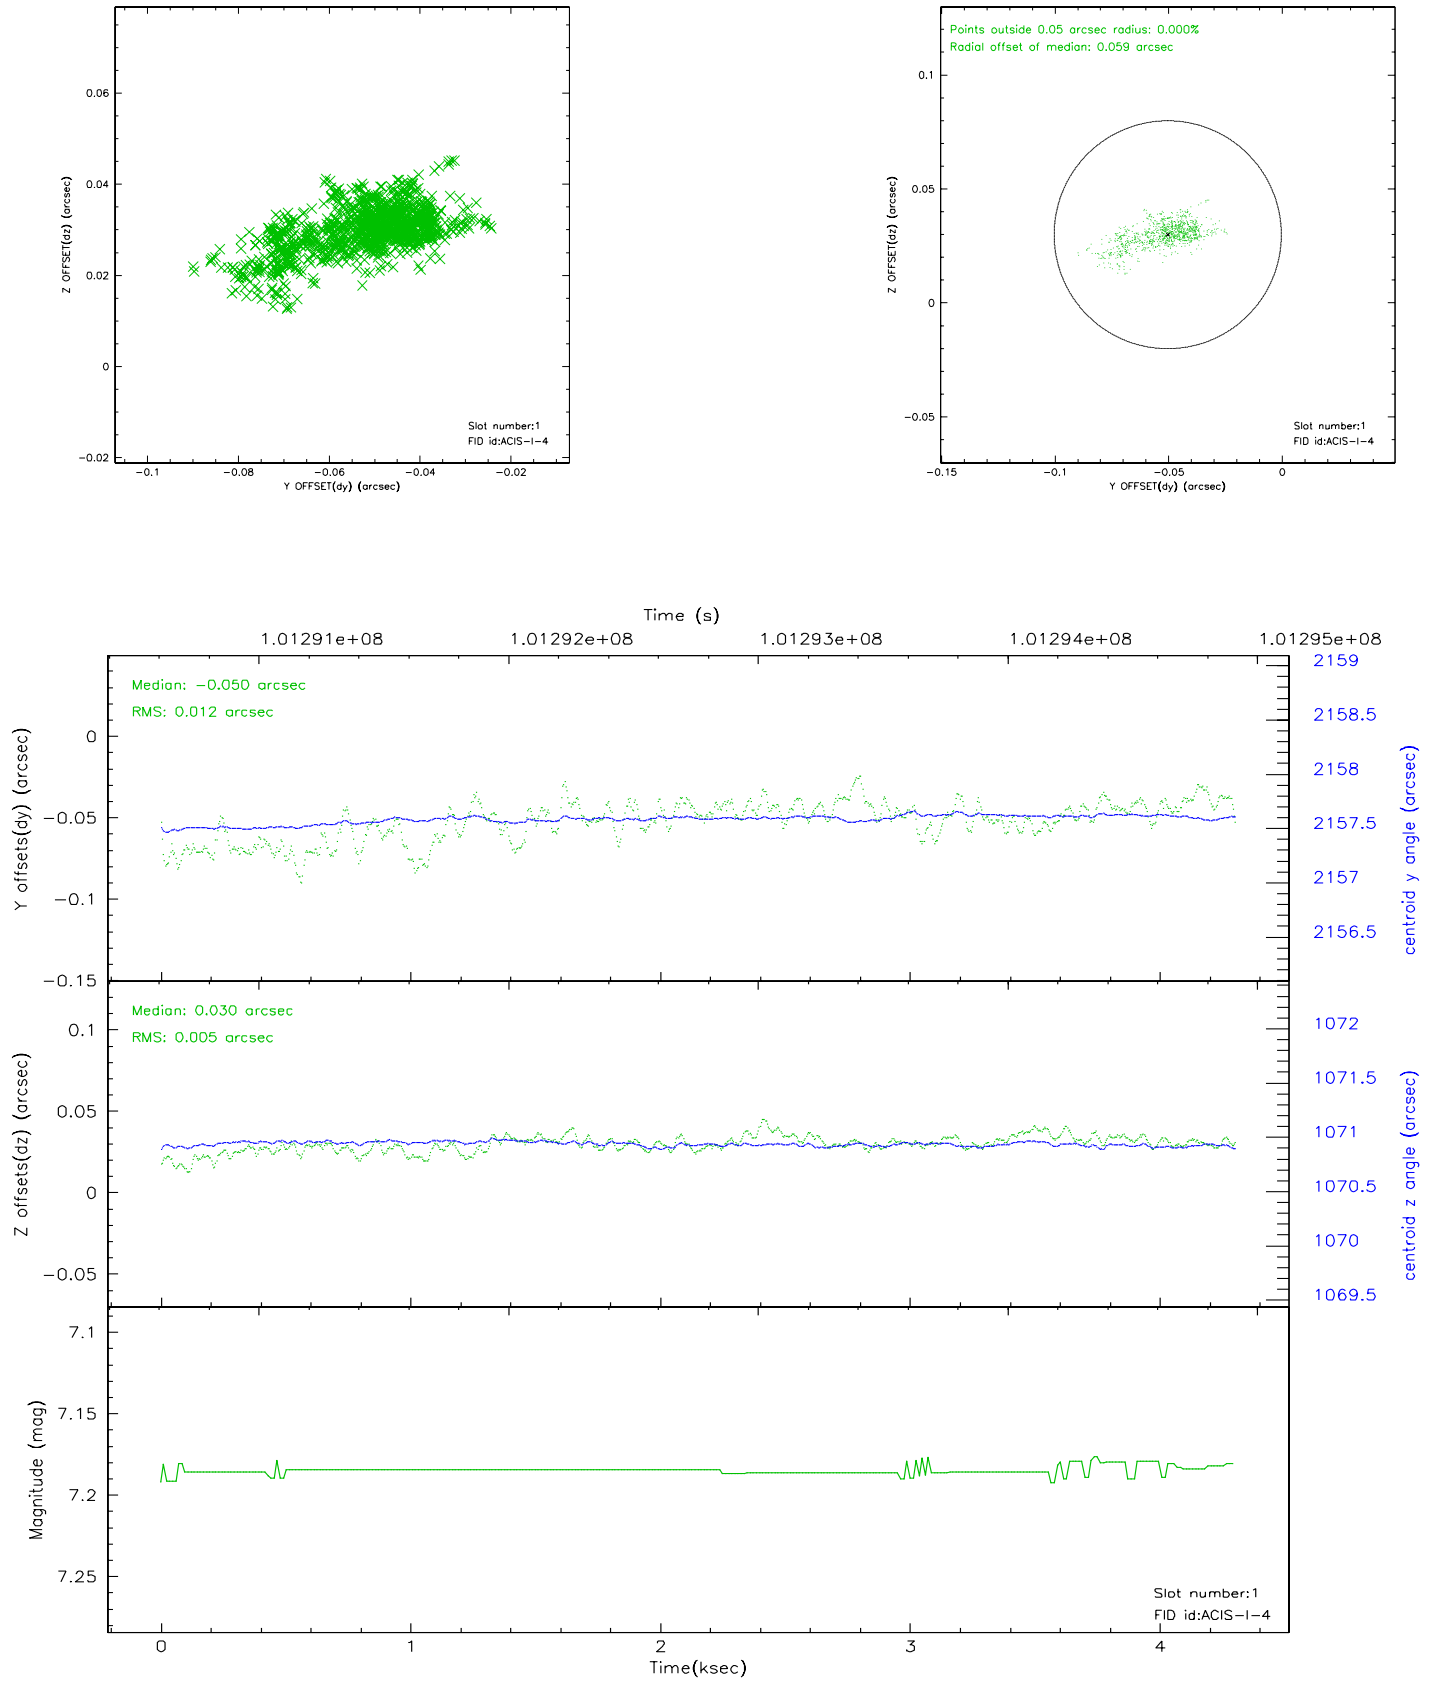 0.06
0.04
0.02
0
−0.02
Z OFFSET(dz) (arcsec)
−0.1
−0.08
−0.06
−0.04
−0.02
Y OFFSET(dy) (arcsec)
Slot number:1
FID id:ACIS−I−4
Points outside 0.05 arcsec radius: 0.000%
Radial offset of median: 0.059 arcsec
0.1
0.05
0
−0.05
Z OFFSET(dz) (arcsec)
−0.15
−0.1
−0.05
0
Y OFFSET(dy) (arcsec)
Slot number:1
FID id:ACIS−I−4
Time (s)
1.01291e+08
1.01292e+08
1.01293e+08
1.01294e+08
1.01295e+08
Median: −0.050 arcsec
RMS: 0.012 arcsec
0
−0.05
−0.1
−0.15
Y offsets(dy) (arcsec)
2159
2158.5
2158
2157.5
2157
2156.5
centroid y angle (arcsec)
Median: 0.030 arcsec
RMS: 0.005 arcsec
0.1
0.05
0
−0.05
Z offsets(dz) (arcsec)
1072
1071.5
1071
1070.5
1070
1069.5
centroid z angle (arcsec)
7.1
7.15
7.2
7.25
Magnitude (mag)
Slot number:1
FID id:ACIS−I−4
0
1
2
3
4
Time(ksec)